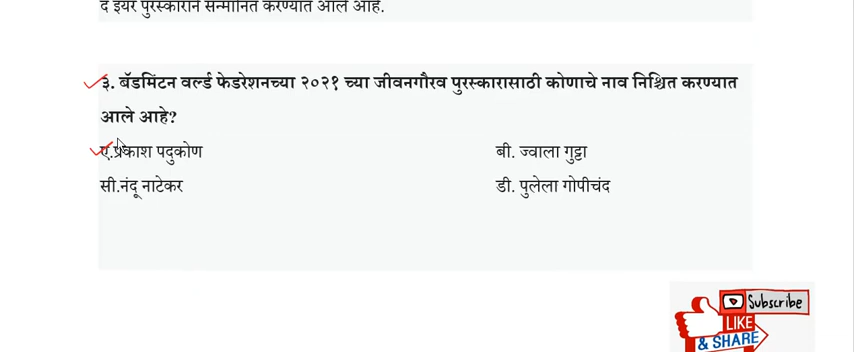 द इयर पुरस्काराने सन्मानित करण्यात आले आहे.
३. बॅडमिंटन वर्ल्ड फेडरेशनच्या २०२१ च्या जीवनगौरव पुरस्कारासाठी कोणाचे नाव निश्चित करण्यात
आले आहे?
ए.प्रकाश पदुकोण बी. ज्वाला गुट्टा
सी.नंदू नाटेकर डी. पुलेला गोपीचंद
Subscribe
LIKE
& SHARE